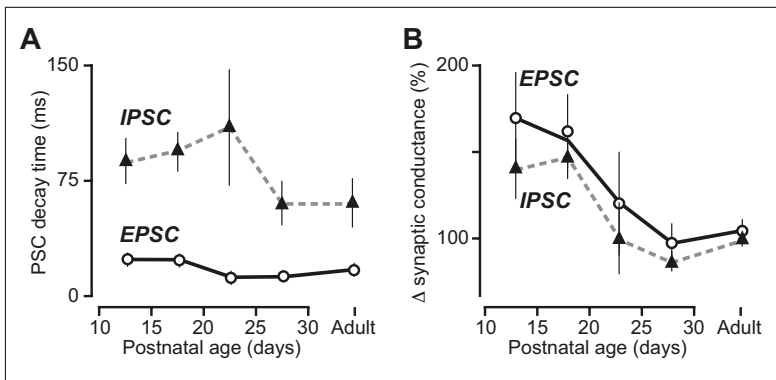 A
PSC decay time (ms)
150
75
0
IPSC
EPSC
10 15 20 25 30 Adult
Postnatal age (days)
B
Δ synaptic conductance (%)
200
100
EPSC
IPSC
10 15 20 25 30 Adult
Postnatal age (days)